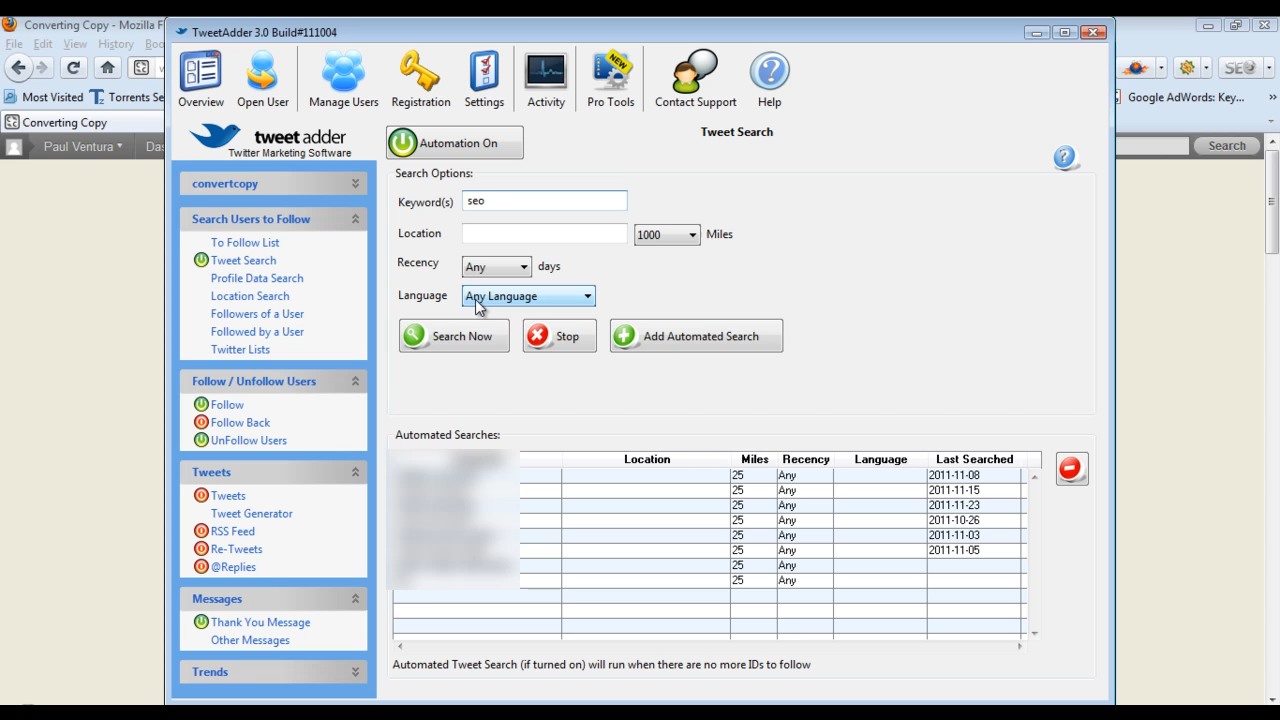 Converting Copy - Mozilla F
TweetAdder 3.0 Build#111004
File Edit View History Boo
Overview Open User Manage Users Registration Settings Activity Pro Tools Contact Support Help
NEW
SEO
Most Visited Torrents Se
Google AdWords: Key... »
Converting Copy
Paul Ventura Das
Search
tweet adder
Twitter Marketing Software
Automation On
Tweet Search
convertcopy
Search Users to Follow
To Follow List
Tweet Search
Profile Data Search
Location Search
Followers of a User
Followed by a User
Twitter Lists
Follow / Unfollow Users
Follow
Follow Back
UnFollow Users
Tweets
Tweets
Tweet Generator
RSS Feed
Re-Tweets
@Replies
Messages
Thank You Message
Other Messages
Trends
Search Options:
Keyword(s) seo
Location 1000 Miles
Recency Any days
Language Any Language
Search Now Stop Add Automated Search
Automated Searches:
Location Miles Recency Language Last Searched
25 Any 2011-11-08
25 Any 2011-11-15
25 Any 2011-11-23
25 Any 2011-10-26
25 Any 2011-11-03
25 Any 2011-11-05
25 Any
25 Any
Automated Tweet Search (if turned on) will run when there are no more IDs to follow